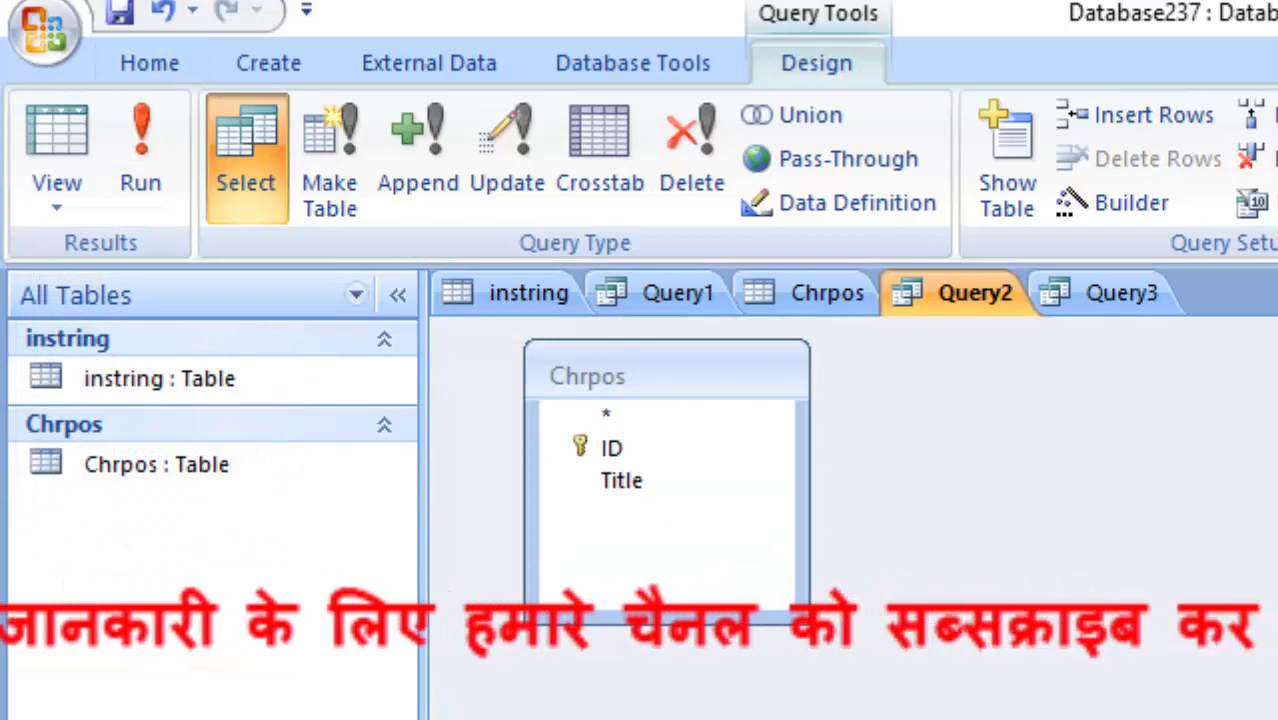 Query Tools
Database237 : Datab
Home Create External Data Database Tools Design
View Run Select Make Table Append Update Crosstab Delete
Union
Pass-Through
Data Definition
Show Table
Insert Rows
Delete Rows
Builder
Results Query Type Query Setu
All Tables
instring Query1 Chrpos Query2 Query3
instring
instring : Table
Chrpos
Chrpos : Table
Chrpos
*
ID
Title
जानकारी के लिए हमारे चैनल को सब्सक्राइब कर